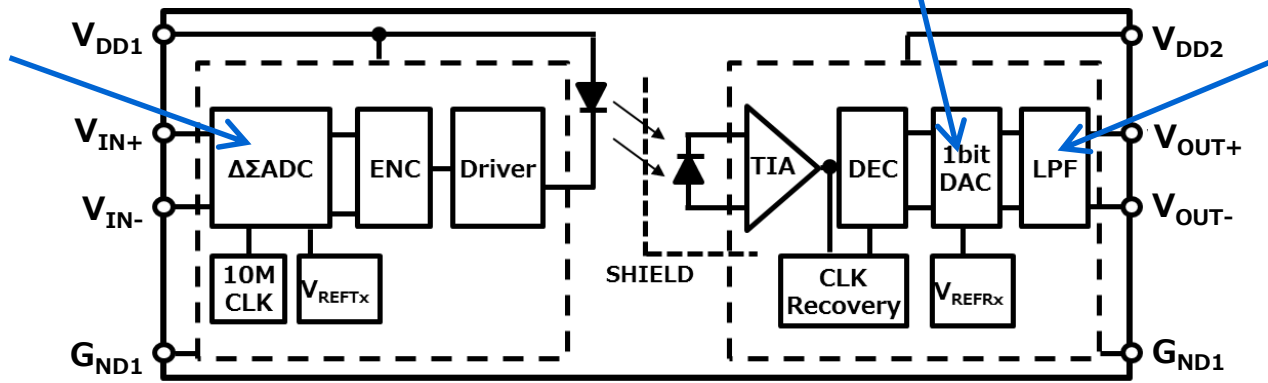 VDD1
VDD2
VIN+
VIN-
ΔΣADC
ENC
Driver
10M
CLK
VREFTx
GND1
SHIELD
TIA
DEC
1bit
DAC
LPF
CLK
Recovery
VREFRx
VOUT+
VOUT-
GND1